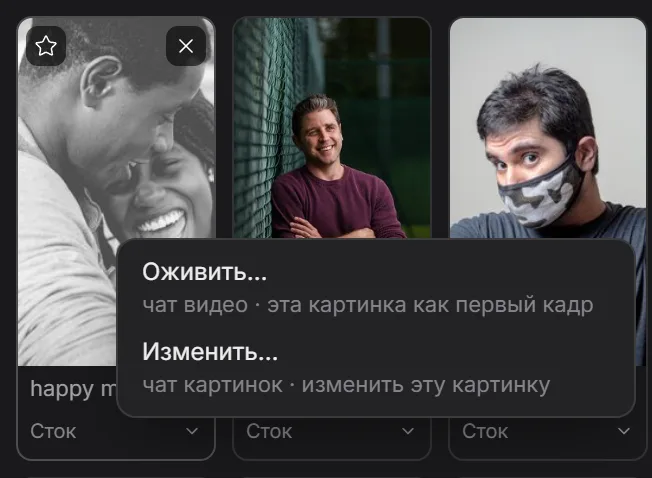 Оживить...
чат видео · эта картинка как первый кадр
Изменить...
чат картинок · изменить эту картинку
happy
Сток
Сток
Сток